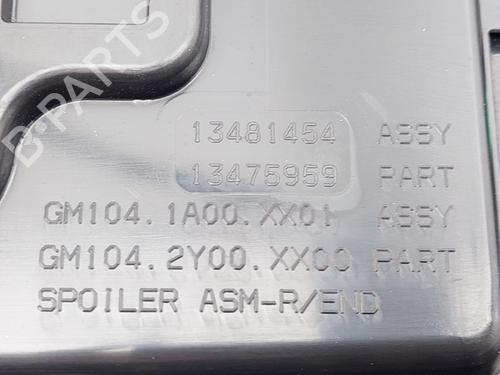 B-PARTS
13481454 ASSY
13475959 PART
GM104.1A00.XX01 ASSY
GM104.2Y00.XX00 PART
SPOILER ASM-R/END